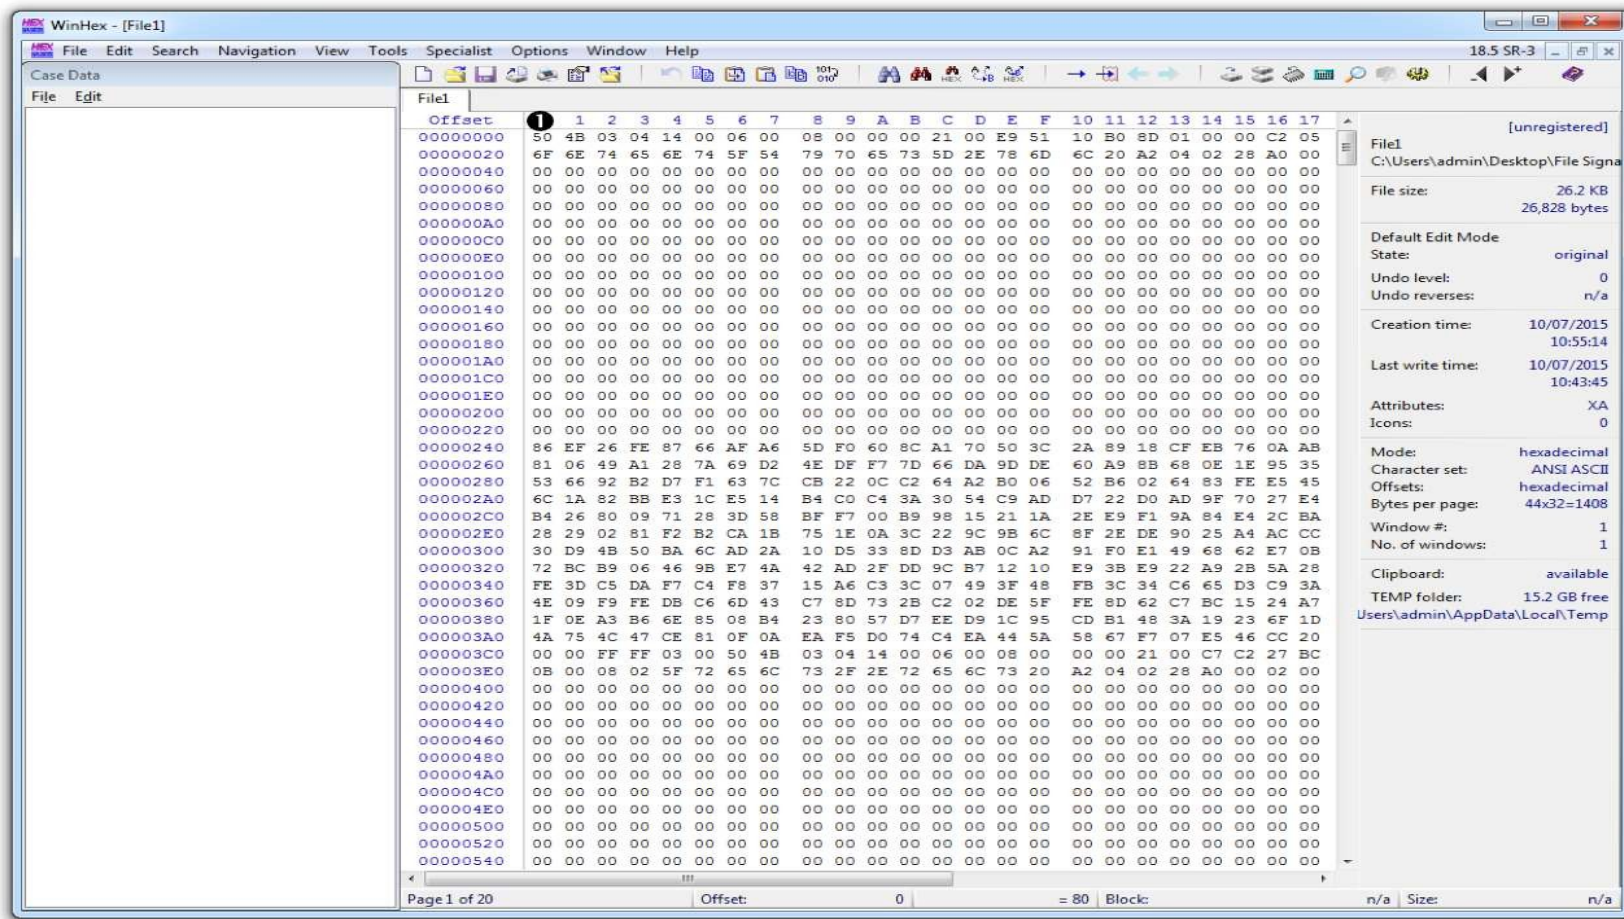 WinHex - [File1]
File Edit Search Navigation View Tools Specialist Options Window Help 18.5 SR-3
Case Data
File Edit
File1
Offset 1 1 2 3 4 5 6 7 8 9 A B C D E F 10 11 12 13 14 15 16 17
00000000 50 4B 03 04 14 00 06 00 08 00 00 00 21 00 E9 51 10 B0 8D 01 00 00 C2 05
00000020 6F 6E 74 65 6E 74 5F 54 79 70 65 73 5D 2E 78 6D 6C 20 A2 04 02 28 A0 00
00000040 00 00 00 00 00 00 00 00 00 00 00 00 00 00 00 00 00 00 00 00 00 00 00 00
00000060 00 00 00 00 00 00 00 00 00 00 00 00 00 00 00 00 00 00 00 00 00 00 00 00
00000080 00 00 00 00 00 00 00 00 00 00 00 00 00 00 00 00 00 00 00 00 00 00 00 00
000000A0 00 00 00 00 00 00 00 00 00 00 00 00 00 00 00 00 00 00 00 00 00 00 00 00
000000C0 00 00 00 00 00 00 00 00 00 00 00 00 00 00 00 00 00 00 00 00 00 00 00 00
000000E0 00 00 00 00 00 00 00 00 00 00 00 00 00 00 00 00 00 00 00 00 00 00 00 00
00000100 00 00 00 00 00 00 00 00 00 00 00 00 00 00 00 00 00 00 00 00 00 00 00 00
00000120 00 00 00 00 00 00 00 00 00 00 00 00 00 00 00 00 00 00 00 00 00 00 00 00
00000140 00 00 00 00 00 00 00 00 00 00 00 00 00 00 00 00 00 00 00 00 00 00 00 00
00000160 00 00 00 00 00 00 00 00 00 00 00 00 00 00 00 00 00 00 00 00 00 00 00 00
00000180 00 00 00 00 00 00 00 00 00 00 00 00 00 00 00 00 00 00 00 00 00 00 00 00
000001A0 00 00 00 00 00 00 00 00 00 00 00 00 00 00 00 00 00 00 00 00 00 00 00 00
000001C0 00 00 00 00 00 00 00 00 00 00 00 00 00 00 00 00 00 00 00 00 00 00 00 00
000001E0 00 00 00 00 00 00 00 00 00 00 00 00 00 00 00 00 00 00 00 00 00 00 00 00
00000200 00 00 00 00 00 00 00 00 00 00 00 00 00 00 00 00 00 00 00 00 00 00 00 00
00000220 00 00 00 00 00 00 00 00 00 00 00 00 00 00 00 00 00 00 00 00 00 00 00 00
00000240 86 EF 26 FE 87 66 AF A6 5D F0 60 8C A1 70 50 3C 2A 89 18 CF EB 76 0A AB
00000260 81 06 49 A1 28 7A 69 D2 4E DF F7 7D 66 DA 9D DE 60 A9 8B 68 0E 1E 95 35
00000280 53 66 92 B2 D7 F1 63 7C CB 22 0C C2 64 A2 B0 06 52 B6 02 64 83 FE E5 45
000002A0 6C 1A 82 BB E3 1C E5 14 B4 C0 C4 3A 30 54 C9 AD D7 22 D0 AD 9F 70 27 E4
000002C0 B4 26 80 09 71 28 3D 58 BF F7 00 B9 98 15 21 1A 2E E9 F1 9A 84 E4 2C BA
000002E0 28 29 02 81 F2 B2 CA 1B 75 1E 0A 3C 22 9C 9B 6C 8F 2E DE 90 25 A4 AC CC
00000300 30 D9 4B 50 BA 6C AD 2A 10 D5 33 8D D3 AB 0C A2 91 F0 E1 49 68 62 E7 0B
00000320 72 BC B9 06 46 9B E7 4A 42 AD 2F DD 9C B7 12 10 E9 3B E9 22 A9 2B 5A 28
00000340 FE 3D C5 DA F7 C4 F8 37 15 A6 C3 3C 07 49 3F 48 FB 3C 34 C6 65 D3 C9 3A
00000360 4E 09 F9 FE DB C6 6D 43 C7 8D 73 2B C2 02 DE 5F FE 8D 62 C7 BC 15 24 A7
00000380 1F 0E A3 B6 6E 85 08 B4 23 80 57 D7 EE D9 1C 95 CD B1 48 3A 19 23 6F 1D
000003A0 4A 75 4C 47 CE 81 0F 0A EA F5 D0 74 C4 EA 44 5A 58 67 F7 07 E5 46 CC 20
000003C0 00 00 FF FF 03 00 50 4B 03 04 14 00 06 00 08 00 00 00 21 00 C7 C2 27 BC
000003E0 0B 00 08 02 5F 72 65 6C 73 2F 2E 72 65 6C 73 20 A2 04 02 28 A0 00 02 00
00000400 00 00 00 00 00 00 00 00 00 00 00 00 00 00 00 00 00 00 00 00 00 00 00 00
00000420 00 00 00 00 00 00 00 00 00 00 00 00 00 00 00 00 00 00 00 00 00 00 00 00
00000440 00 00 00 00 00 00 00 00 00 00 00 00 00 00 00 00 00 00 00 00 00 00 00 00
00000460 00 00 00 00 00 00 00 00 00 00 00 00 00 00 00 00 00 00 00 00 00 00 00 00
00000480 00 00 00 00 00 00 00 00 00 00 00 00 00 00 00 00 00 00 00 00 00 00 00 00
000004A0 00 00 00 00 00 00 00 00 00 00 00 00 00 00 00 00 00 00 00 00 00 00 00 00
000004C0 00 00 00 00 00 00 00 00 00 00 00 00 00 00 00 00 00 00 00 00 00 00 00 00
000004E0 00 00 00 00 00 00 00 00 00 00 00 00 00 00 00 00 00 00 00 00 00 00 00 00
00000500 00 00 00 00 00 00 00 00 00 00 00 00 00 00 00 00 00 00 00 00 00 00 00 00
00000520 00 00 00 00 00 00 00 00 00 00 00 00 00 00 00 00 00 00 00 00 00 00 00 00
00000540 00 00 00 00 00 00 00 00 00 00 00 00 00 00 00 00 00 00 00 00 00 00 00 00
[unregistered]
File1
C:\Users\admin\Desktop\File Signa
File size: 26.2 KB
26,828 bytes
Default Edit Mode
State: original
Undo level: 0
Undo reverses: n/a
Creation time: 10/07/2015
10:55:14
Last write time: 10/07/2015
10:43:45
Attributes: XA
Icons: 0
Mode: hexadecimal
Character set: ANSI ASCII
Offsets: hexadecimal
Bytes per page: 44x32=1408
Window #: 1
No. of windows: 1
Clipboard: available
TEMP folder: 15.2 GB free
Users\admin\AppData\Local\Temp
Page 1 of 20 Offset: 0 = 80 Block: n/a Size: n/a